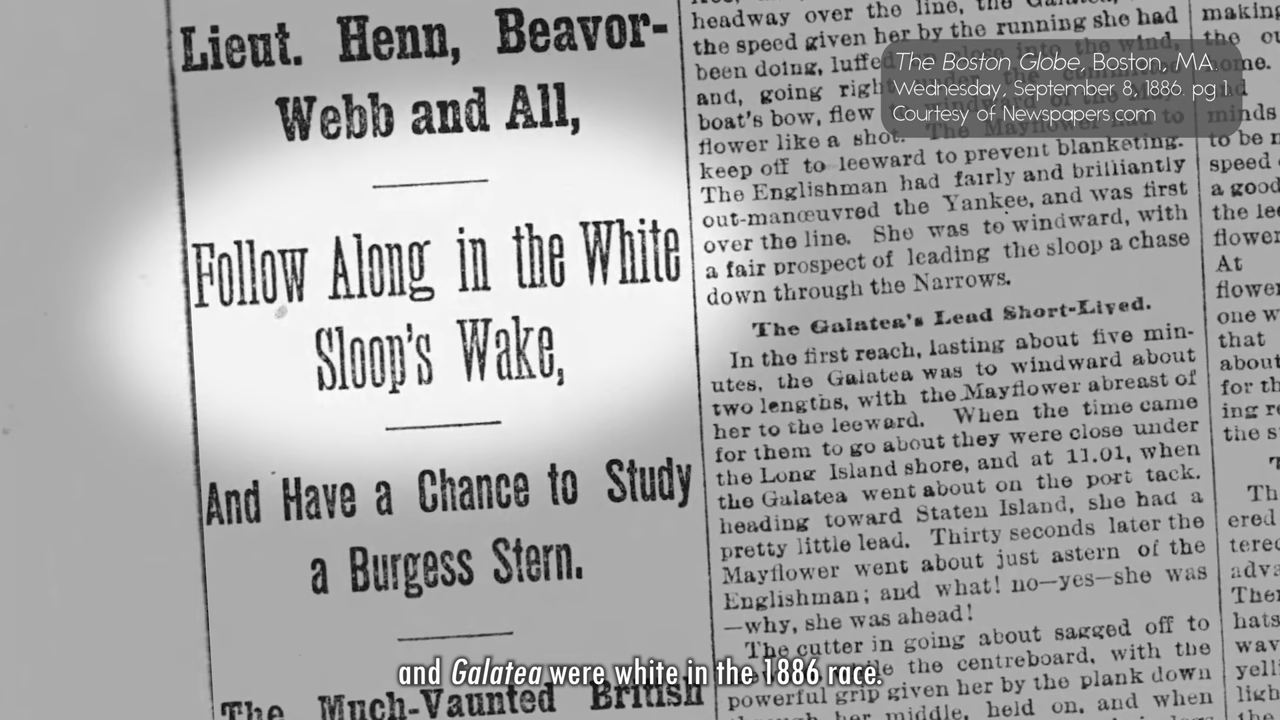 Lieut. Henn, Beavor-
Webb and All,
Follow Along in the White
Sloop's Wake,
And Have a Chance to Study
a Burgess Stern.
The Much-Vaunted British
headway over the line, the
the speed given her by the running she had
been doing, luffed close into the wind,
and, going right
boat's bow, flew
flower like a shot. The Mayflower had to
keep off to leeward to prevent blanketing.
The Englishman had fairly and brilliantly
out-manœuvred the Yankee, and was first
over the line. She was to windward, with
a fair prospect of leading the sloop a chase
down through the Narrows.
The Galatea's Lead Short-Lived.
In the first reach, lasting about five min-
utes, the Galatea was to windward about
two lengths, with the Mayflower abreast of
her to the leeward. When the time came
for them to go about they were close under
the Long Island shore, and at 11.01, when
the Galatea went about on the port tack,
heading toward Staten Island, she had a
pretty little lead. Thirty seconds later the
Mayflower went about just astern of the
Englishman; and what! no—yes—she was
—why, she was ahead!
The cutter in going about sagged off to
the centreboard, with the
powerful grip given her by the plank down
her middle, held on, and when
making
the
home.
minds
to be
speed
a good
the
flower
At
flower
one
that
about
for
ing
the
Th
ered
tered
adva
Ther
hats
wav
yell
ligh
the
The Boston Globe, Boston, MA.
Wednesday, September 8, 1886. pg 1.
Courtesy of Newspapers.com
and Galatea were white in the 1886 race.